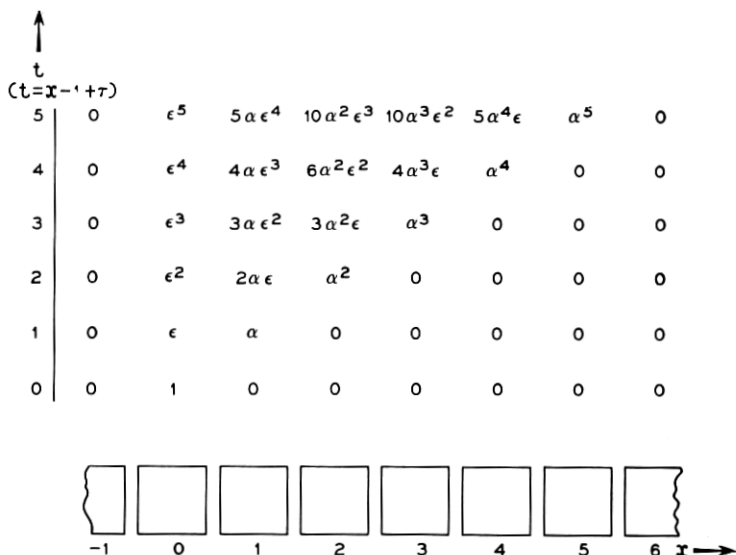 t
(t=x-1+τ)
5 0 ϵ⁵ 5αϵ⁴ 10α²ϵ³ 10α³ϵ² 5α⁴ϵ α⁵ 0
4 0 ϵ⁴ 4αϵ³ 6α²ϵ² 4α³ϵ α⁴ 0 0
3 0 ϵ³ 3αϵ² 3α²ϵ α³ 0 0 0
2 0 ϵ² 2αϵ α² 0 0 0 0
1 0 ϵ α 0 0 0 0 0
0 0 1 0 0 0 0 0 0
-1 0 1 2 3 4 5 6 x